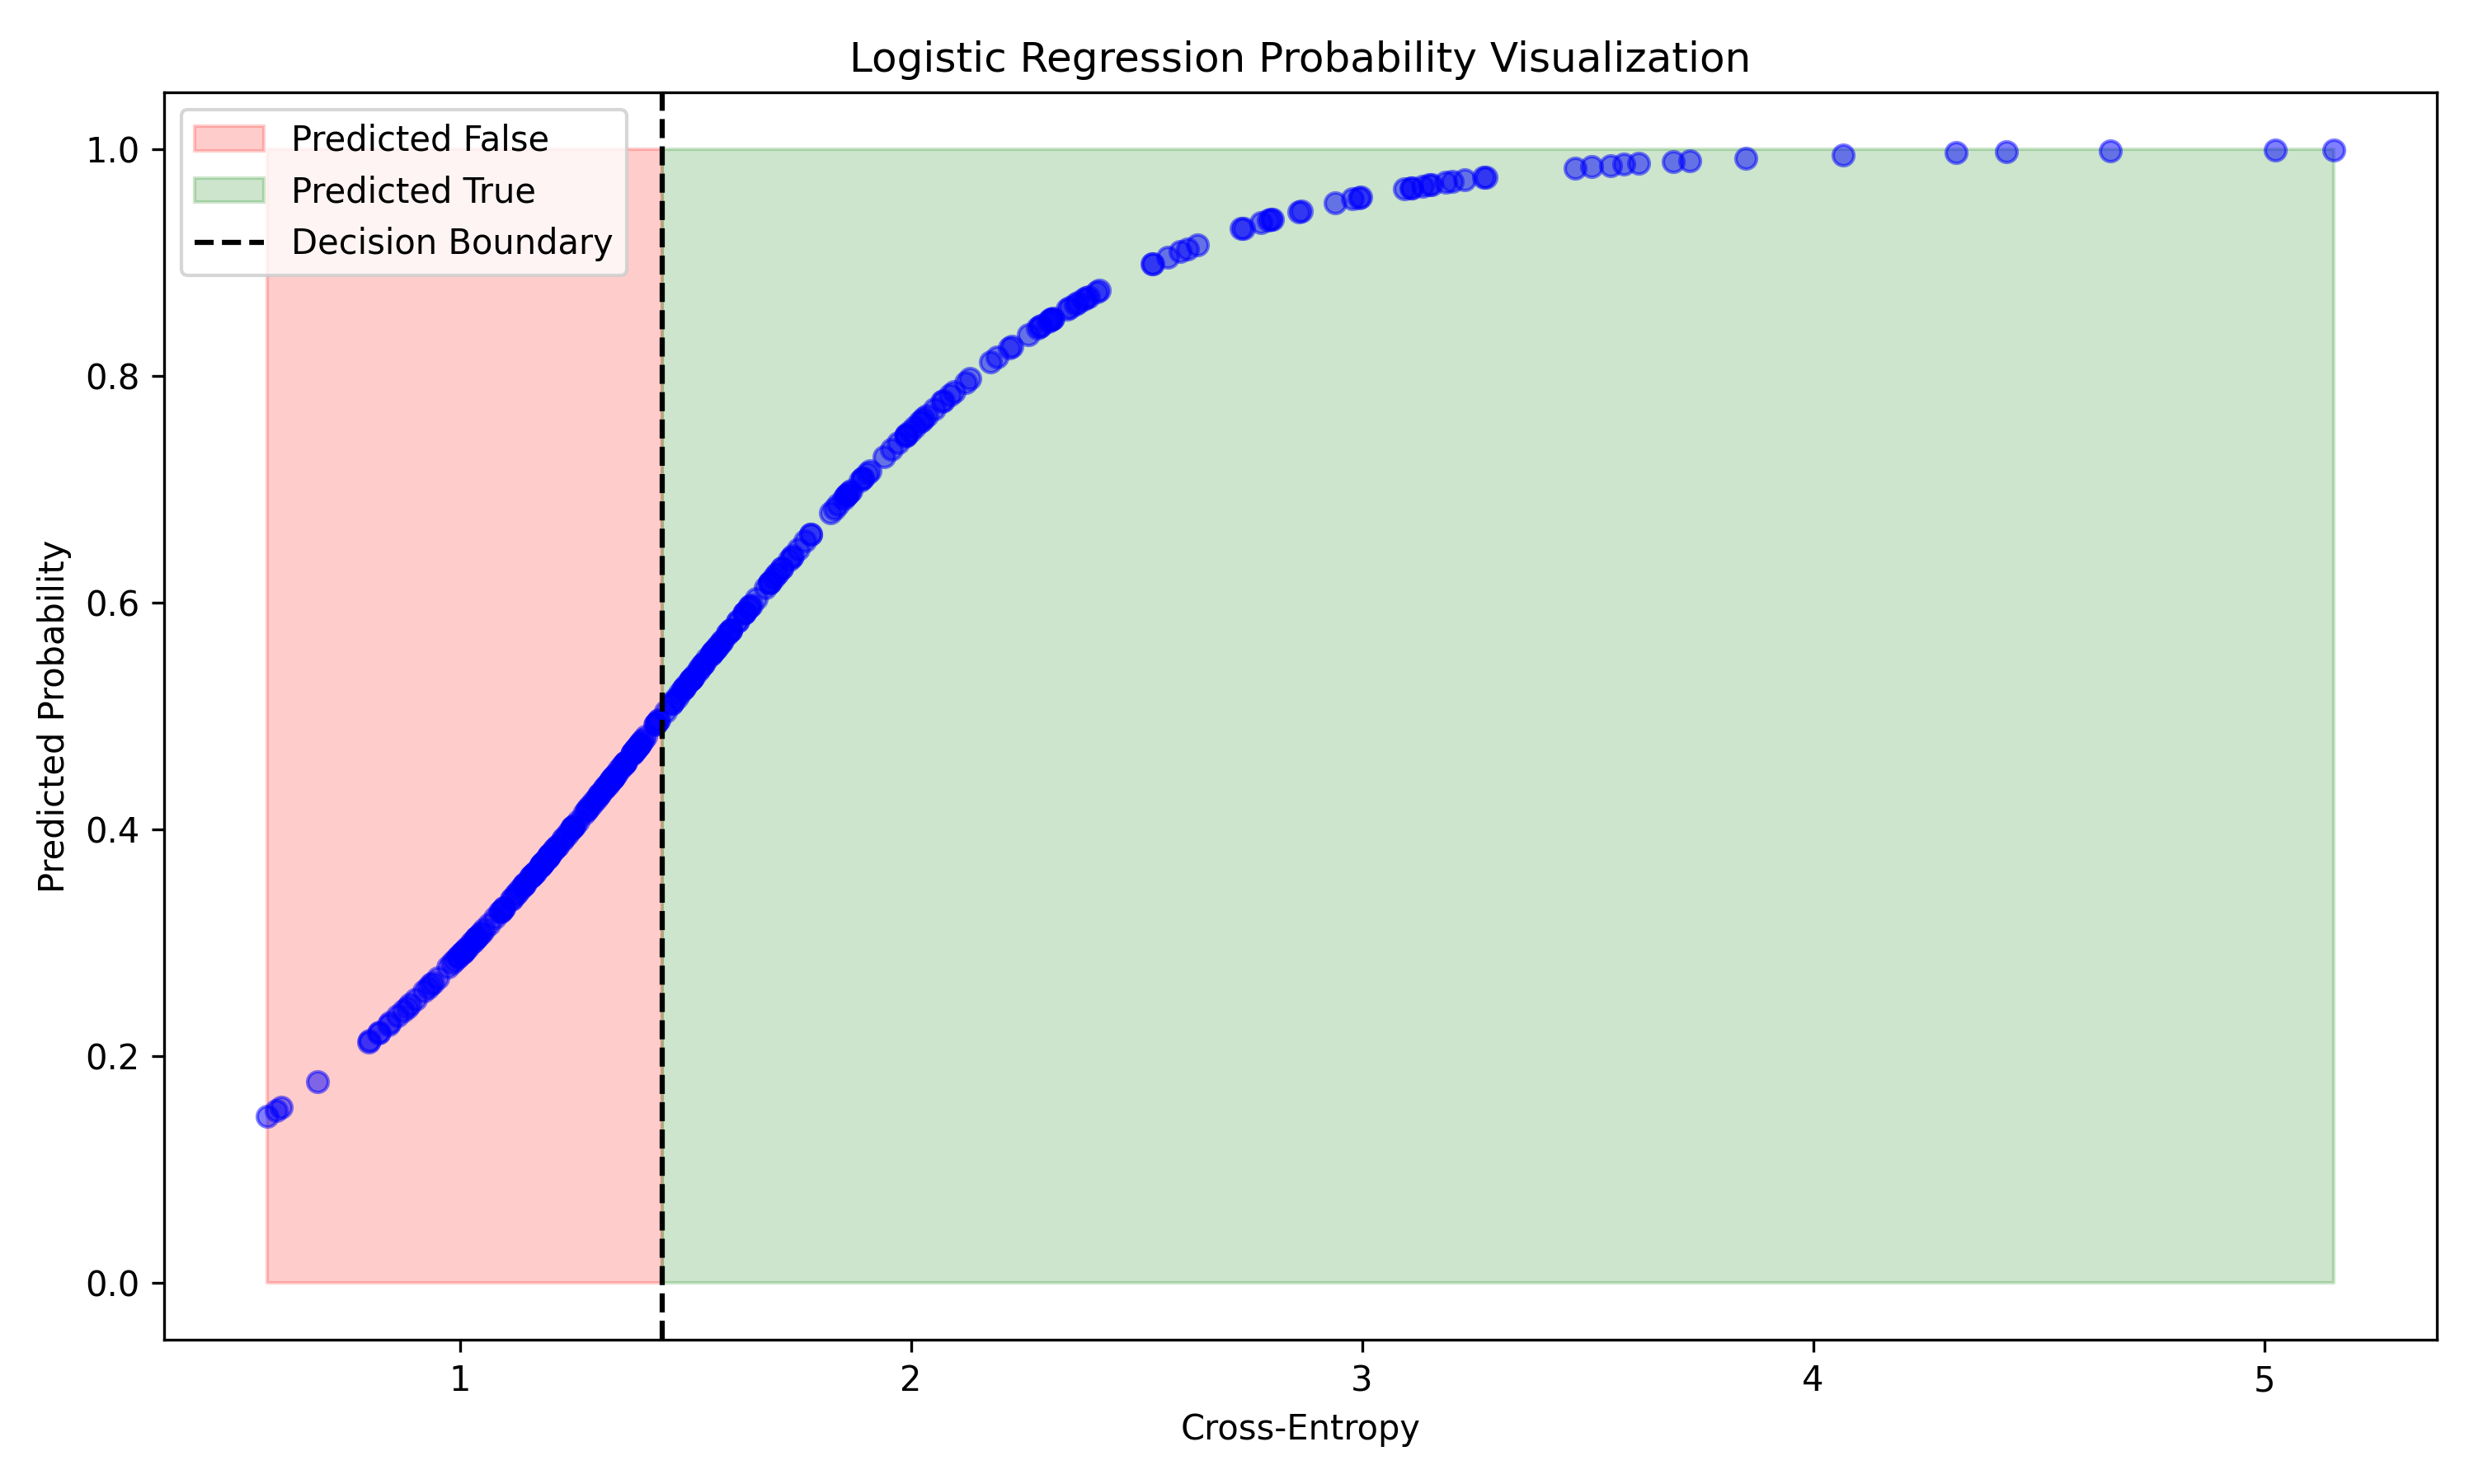 Logistic Regression Probability Visualization
Predicted False
Predicted True
Decision Boundary
1.0
0.8
0.6
0.4
0.2
0.0
Predicted Probability
1 2 3 4 5
Cross-Entropy